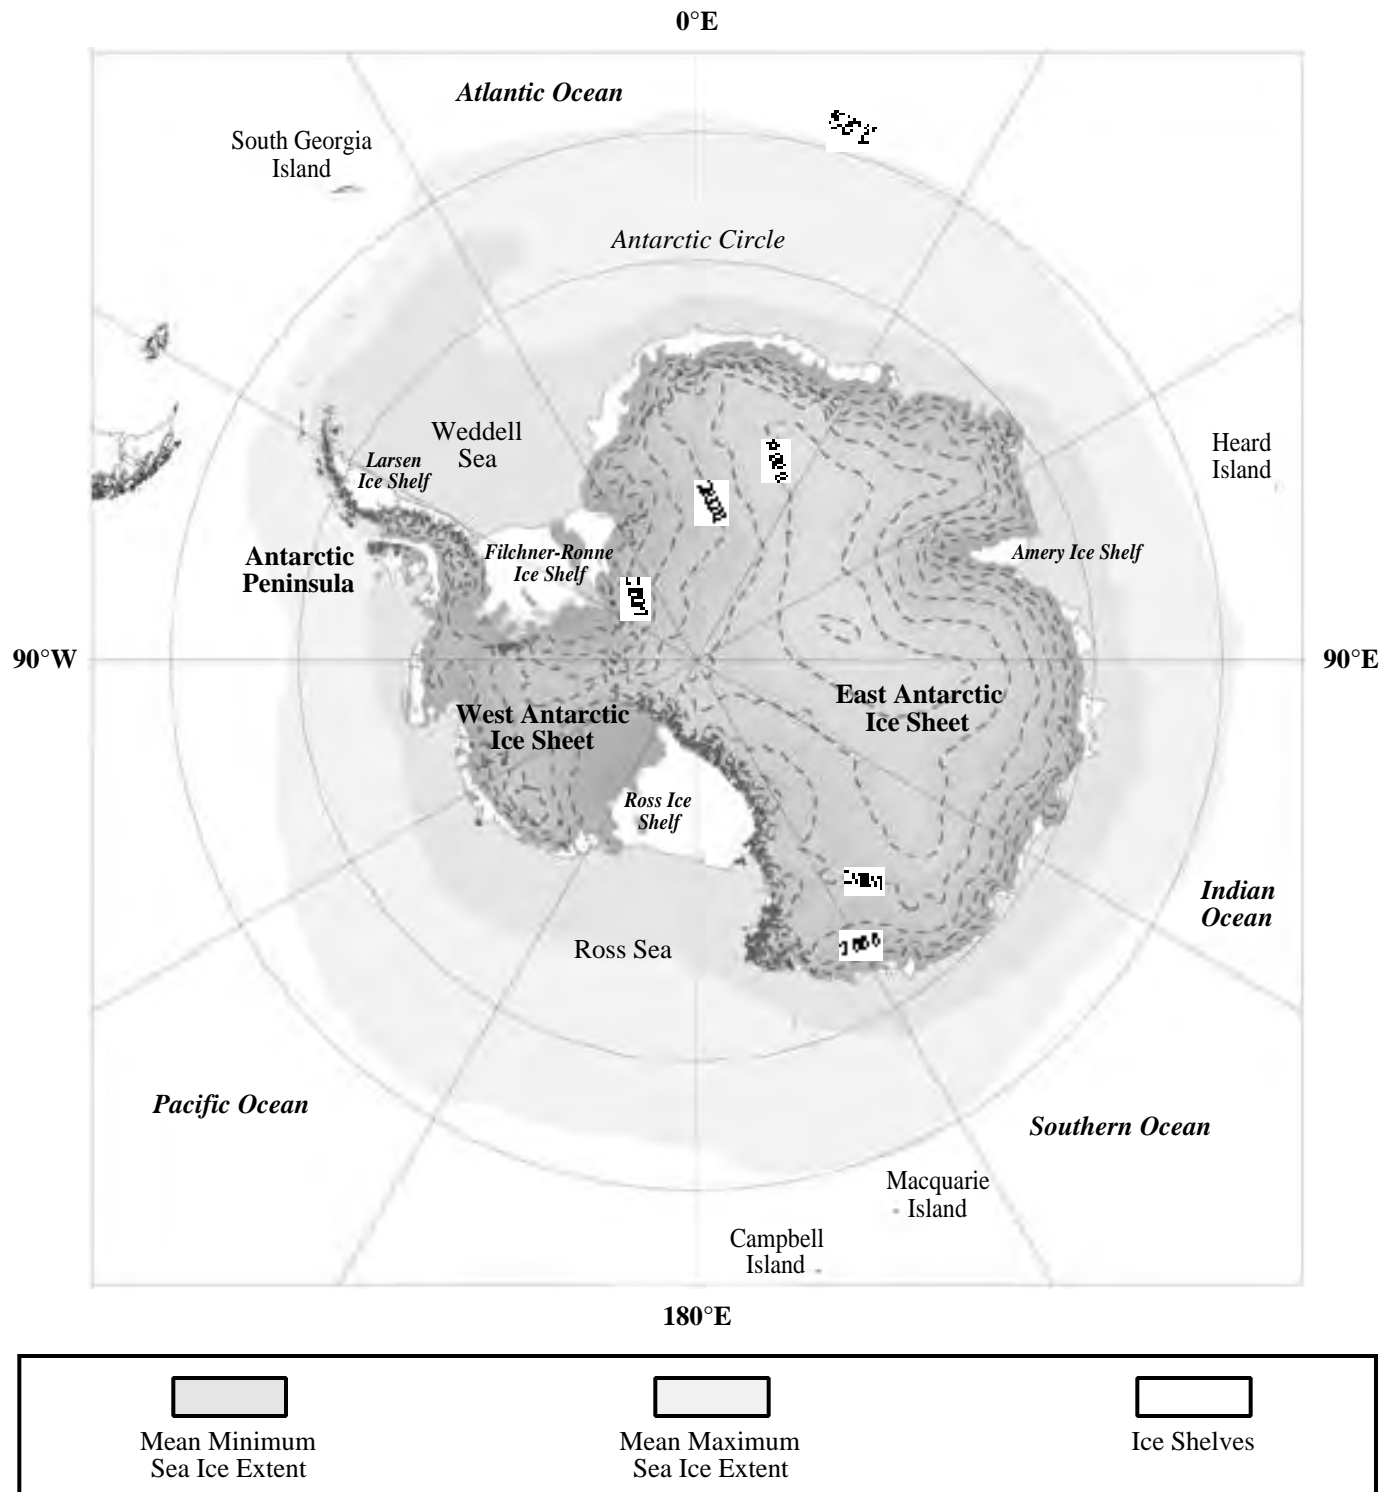 0°E
Atlantic Ocean
South Georgia
Island
Antarctic Circle
Weddell
Sea
Larsen
Ice Shelf
Heard
Island
Antarctic
Peninsula
Filchner-Ronne
Ice Shelf
Amery Ice Shelf
90°W
90°E
East Antarctic
Ice Sheet
West Antarctic
Ice Sheet
Ross Ice
Shelf
Indian
Ocean
Ross Sea
Pacific Ocean
Southern Ocean
Macquarie
Island
Campbell
Island
180°E
Mean Minimum
Sea Ice Extent
Mean Maximum
Sea Ice Extent
Ice Shelves